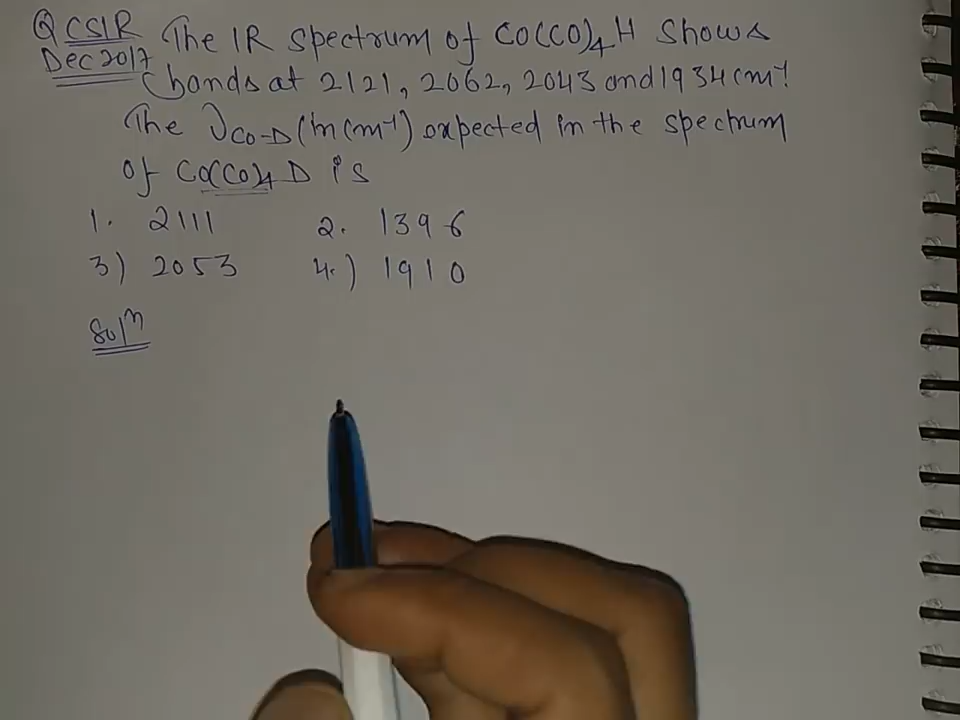 Q CSIR The IR spectrum of CO(CO)4H shows
Dec 2017 bands at 2121, 2062, 2043 and 1934 cm-1.
The νCO-D (in cm-1) expected in the spectrum
of Co(CO)4D is
1. 2111 2. 1396
3) 2053 4.) 1910
Soln